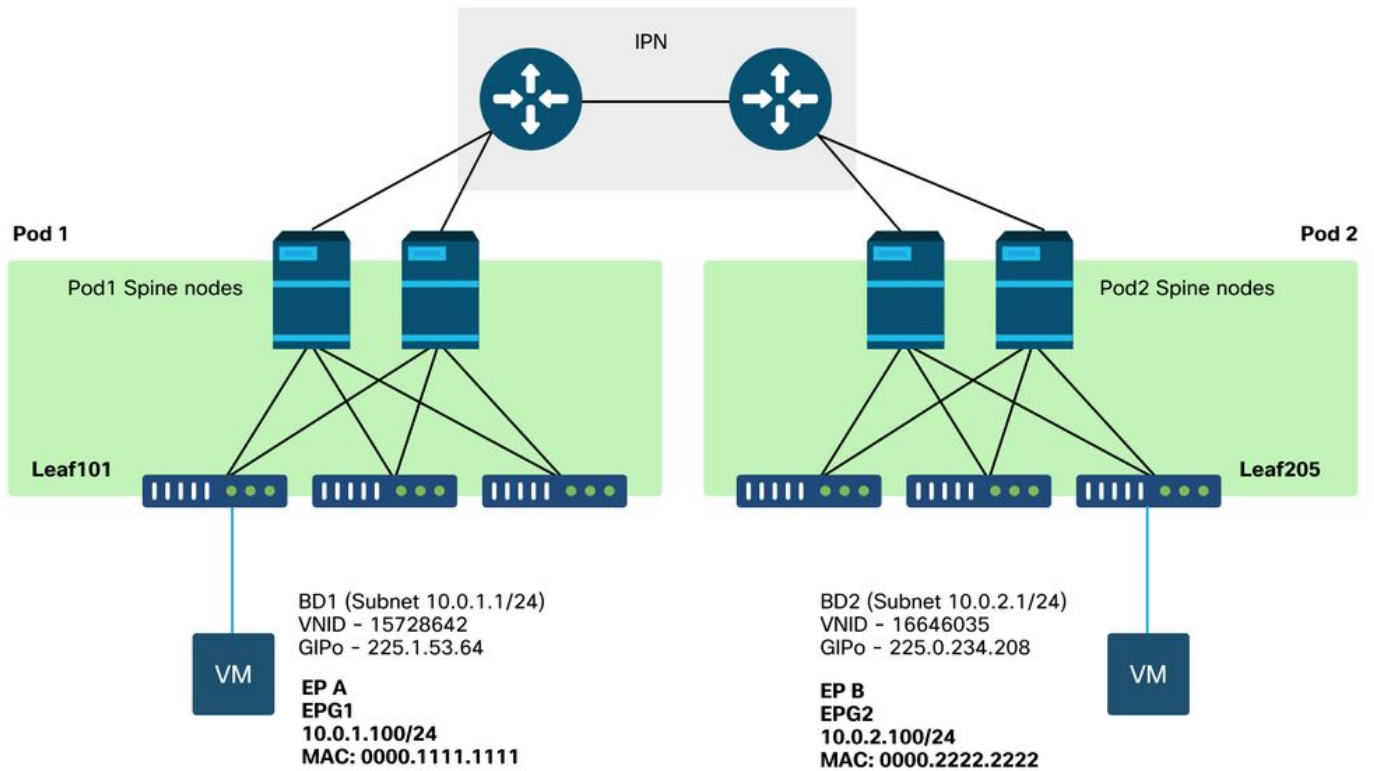 IPN
Pod 1
Pod 2
Pod1 Spine nodes
Pod2 Spine nodes
Leaf101
Leaf205
BD1 (Subnet 10.0.1.1/24)
VNID - 15728642
GIPo - 225.1.53.64
VM
EP A
EPG1
10.0.1.100/24
MAC: 0000.1111.1111
BD2 (Subnet 10.0.2.1/24)
VNID - 16646035
GIPo - 225.0.234.208
EP B
EPG2
10.0.2.100/24
MAC: 0000.2222.2222
VM